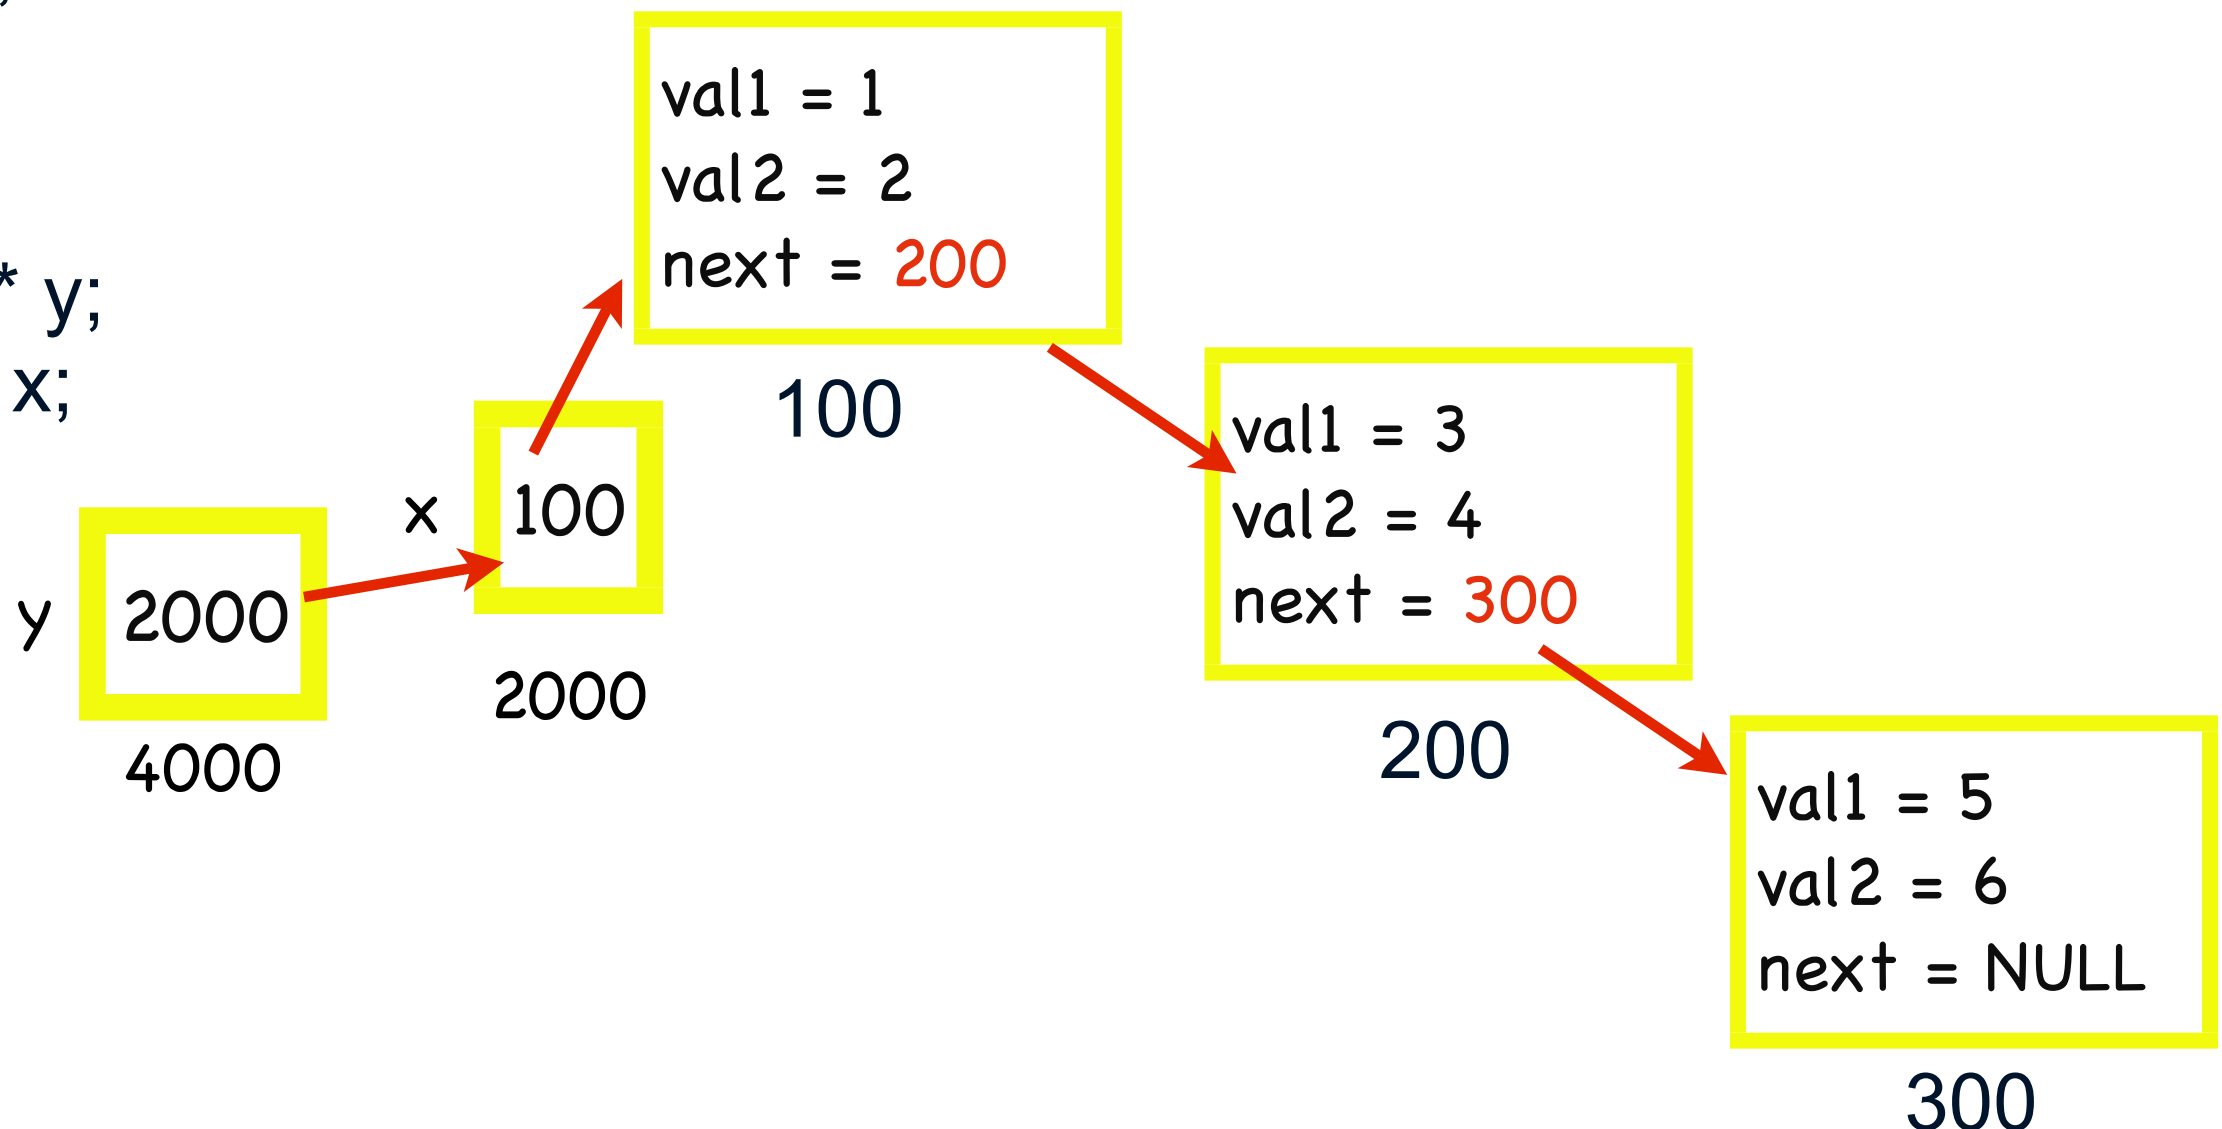 * y;
x;
val1 = 1
val2 = 2
next = 200
100
x
100
2000
y
2000
4000
val1 = 3
val2 = 4
next = 300
200
val1 = 5
val2 = 6
next = NULL
300